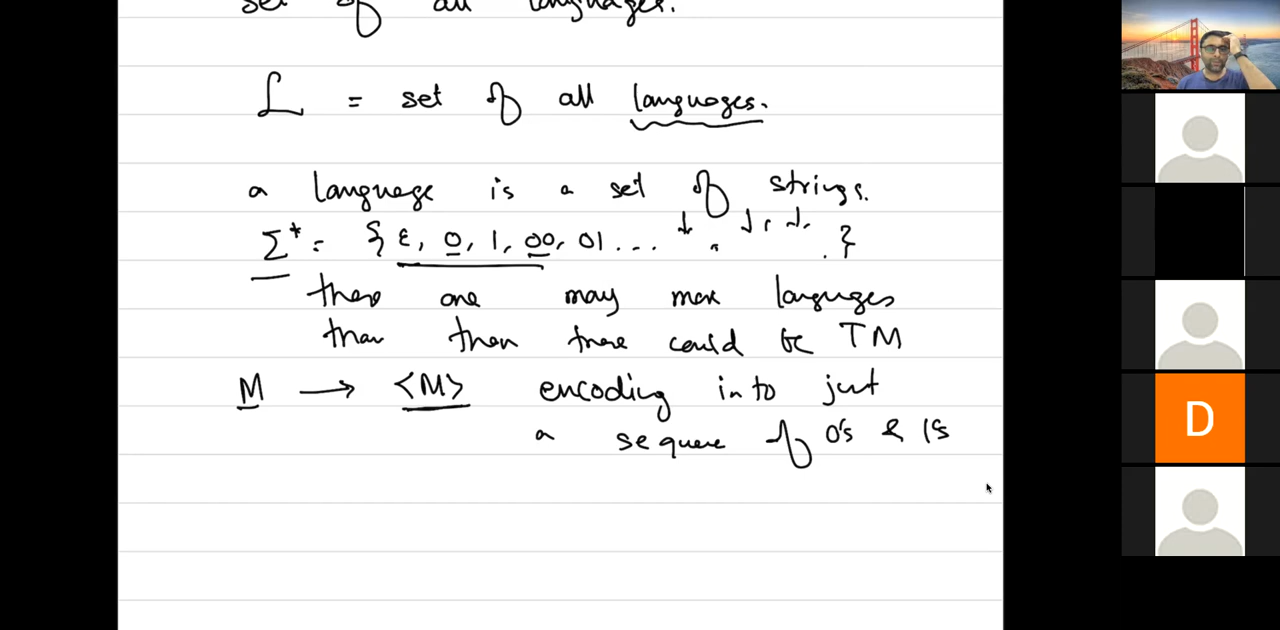 set of all languages.
L = set of all languages.
a language is a set of strings.
Σ* = { ε, 0, 1, 00, 01 ... . }
there are may more languages
than then there could be TM
M → <M> encoding into just
a sequence of 0's & 1's
D